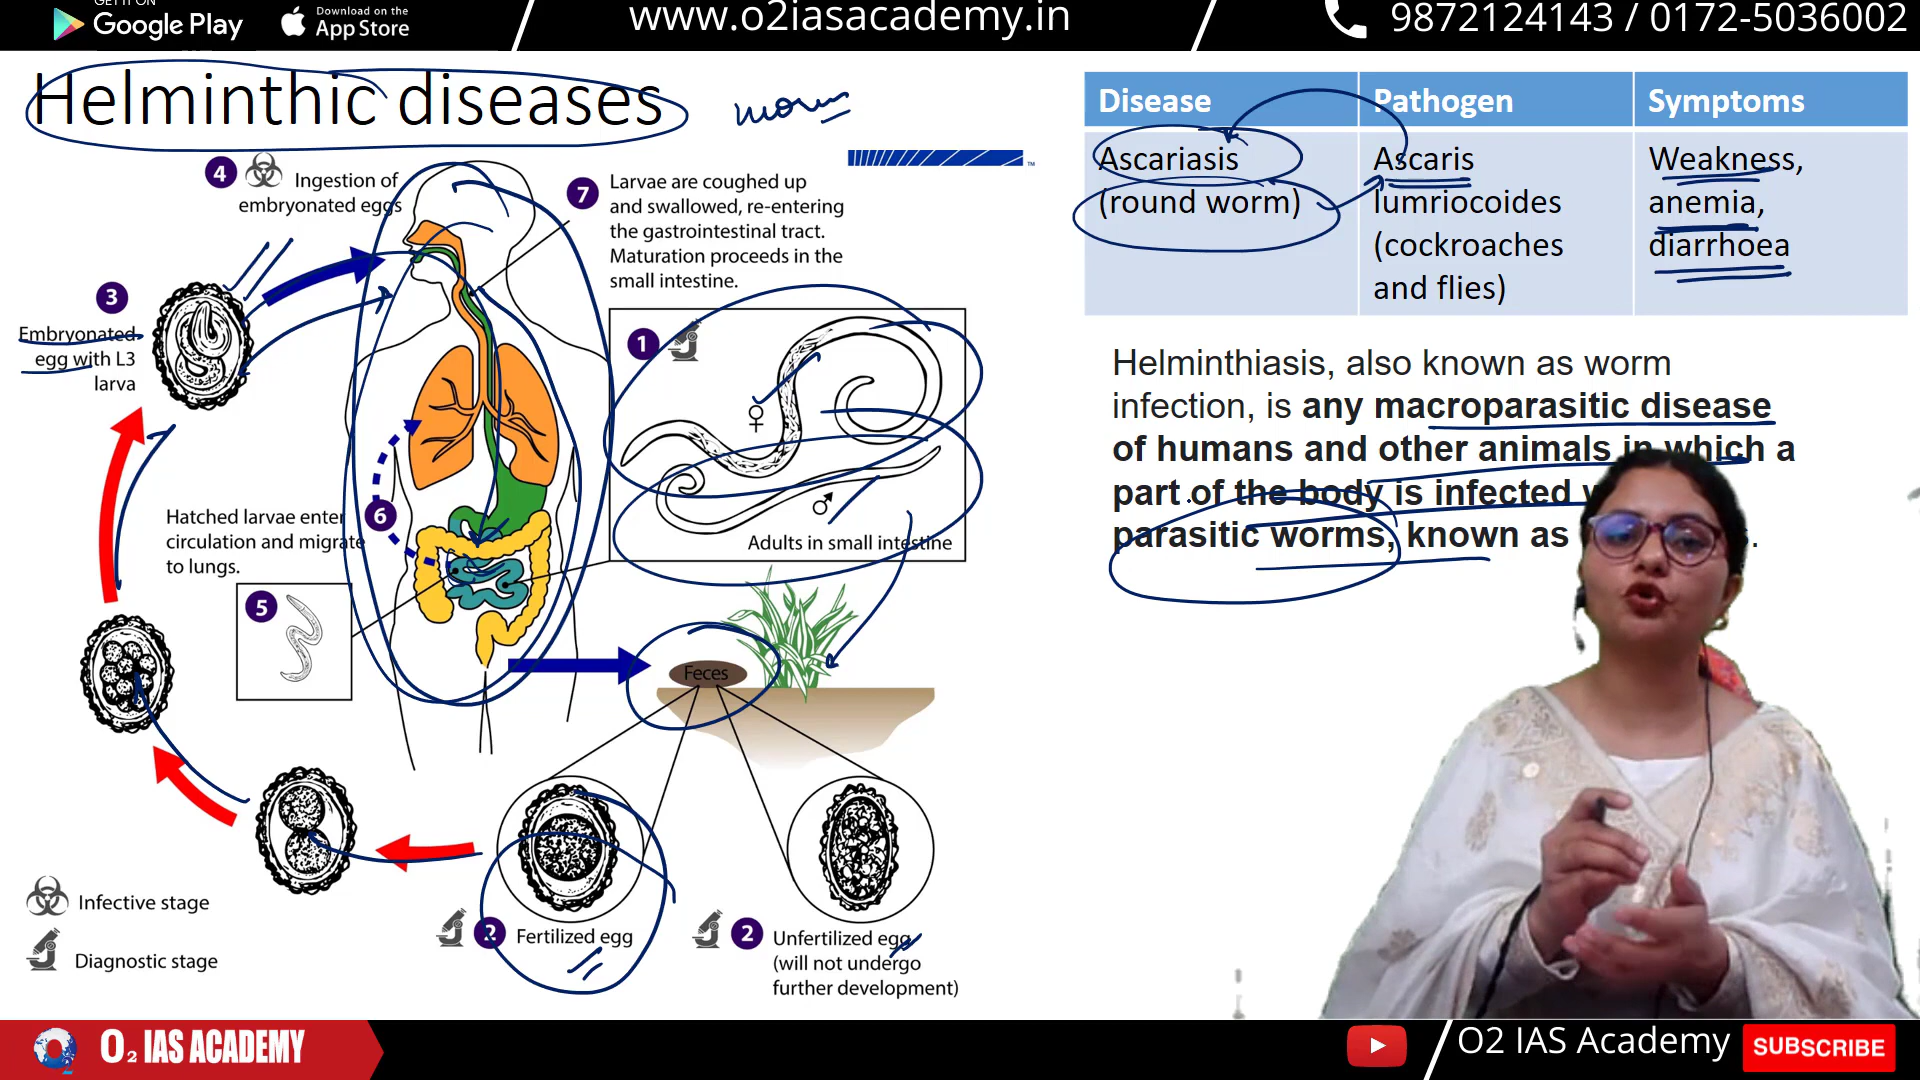 GET IT ON
Google Play
Download on the
App Store
www.o2iasacademy.in
9872124143 / 0172-5036002
Helminthic diseases
worm
Disease
Pathogen
Symptoms
Ascariasis
(round worm)
Ascaris
lumriocoides
(cockroaches
and flies)
Weakness,
anemia,
diarrhoea
4
Ingestion of
embryonated eggs
7
Larvae are coughed up
and swallowed, re-entering
the gastrointestinal tract.
Maturation proceeds in the
small intestine.
TM
3
Embryonated
egg with L3
larva
1
♀
♂
Adults in small intestine
Helminthiasis, also known as worm
infection, is any macroparasitic disease
of humans and other animals in which a
part of the body is infected
parasitic worms, known as
.
6
Hatched larvae enter
circulation and migrate
to lungs.
5
Feces
2
Fertilized egg
2
Unfertilized egg
(will not undergo
further development)
Infective stage
Diagnostic stage
O2 IAS ACADEMY
O2 IAS Academy
SUBSCRIBE